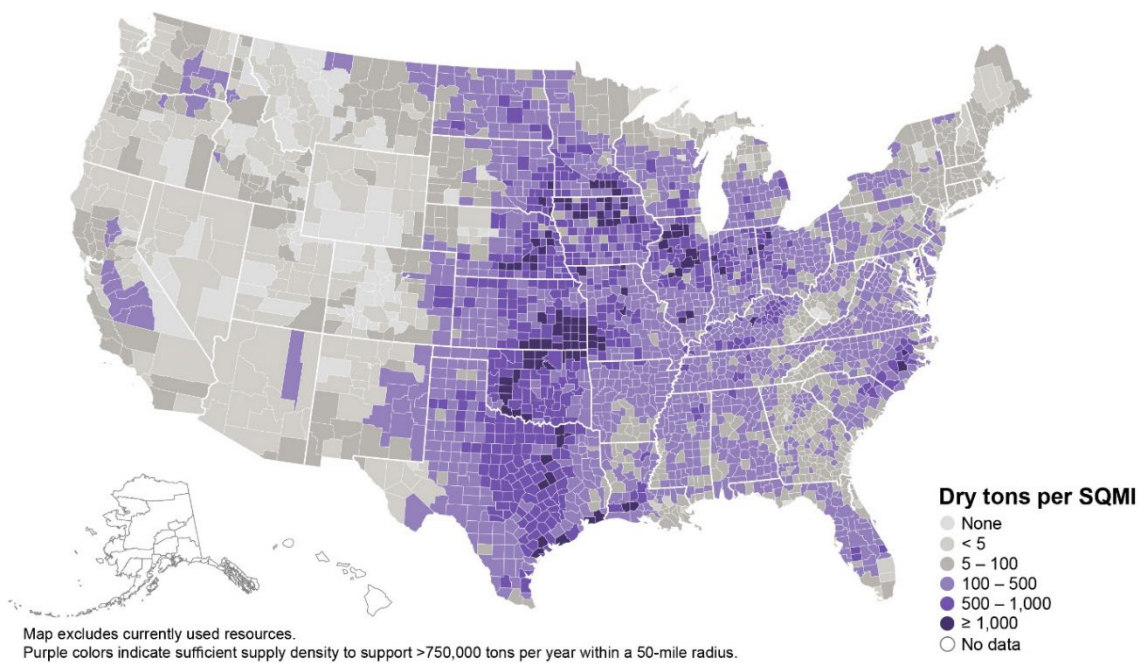 Dry tons per SQMI
None
< 5
5 – 100
100 – 500
500 – 1,000
≥ 1,000
No data
Map excludes currently used resources.
Purple colors indicate sufficient supply density to support >750,000 tons per year within a 50-mile radius.